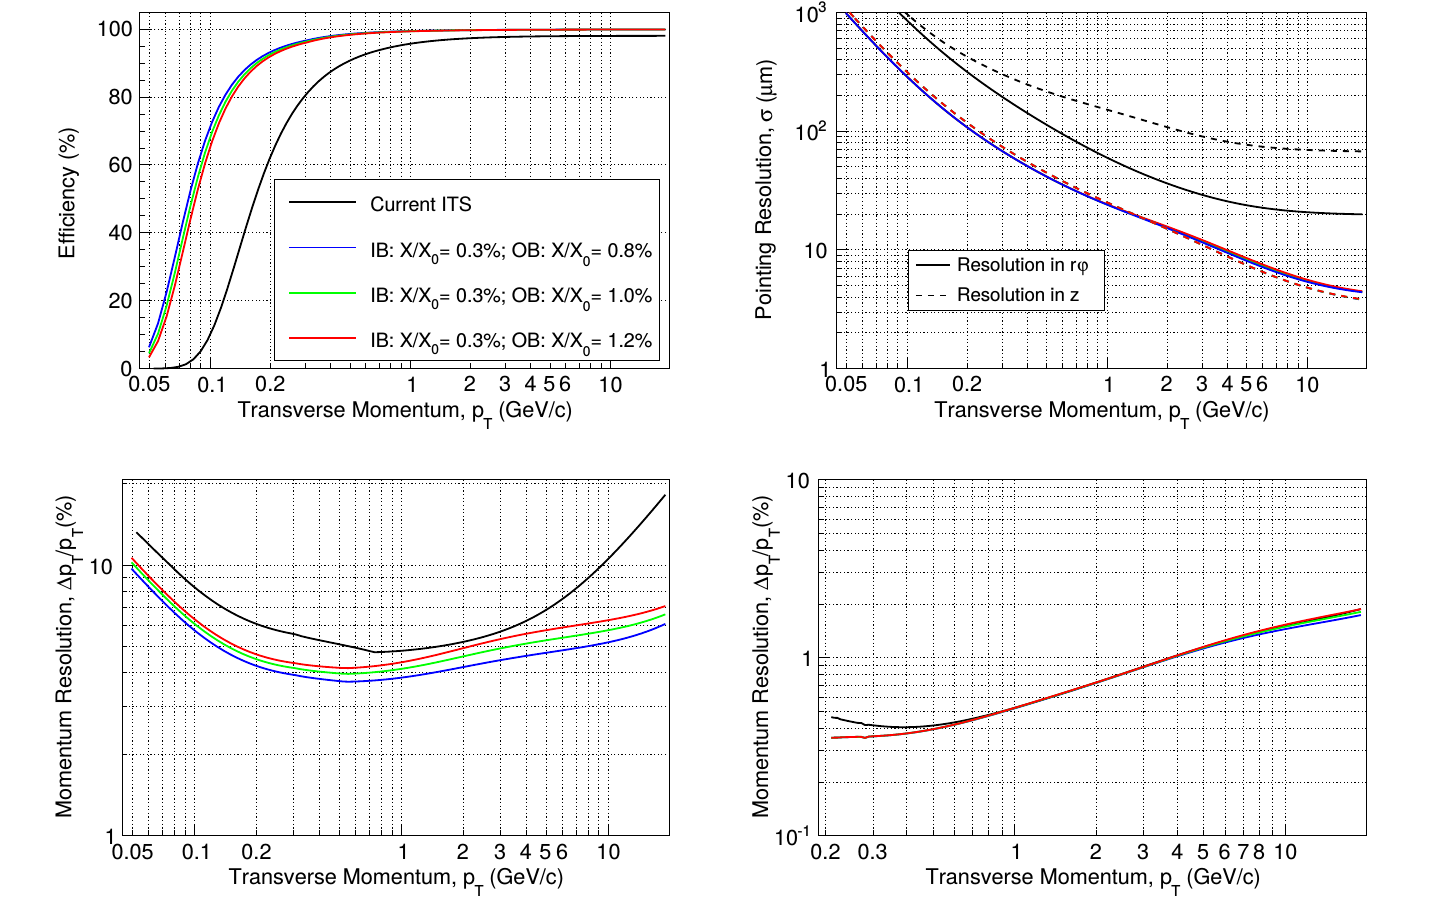 100
80
60
40
20
0
Efficiency (%)
Current ITS
IB: X/X0= 0.3%; OB: X/X0= 0.8%
IB: X/X0= 0.3%; OB: X/X0= 1.0%
IB: X/X0= 0.3%; OB: X/X0= 1.2%
0.05 0.1 0.2 1 2 3 4 5 6 10
Transverse Momentum, pT (GeV/c)
10³
10²
10
1
Pointing Resolution, σ (μm)
Resolution in rφ
Resolution in z
0.05 0.1 0.2 1 2 3 4 5 6 10
Transverse Momentum, pT (GeV/c)
10
1
Momentum Resolution, ΔpT/pT(%)
0.05 0.1 0.2 1 2 3 4 5 6 10
Transverse Momentum, pT (GeV/c)
10
1
10⁻¹
Momentum Resolution, ΔpT/pT(%)
0.2 0.3 1 2 3 4 5 6 7 8 10
Transverse Momentum, pT (GeV/c)